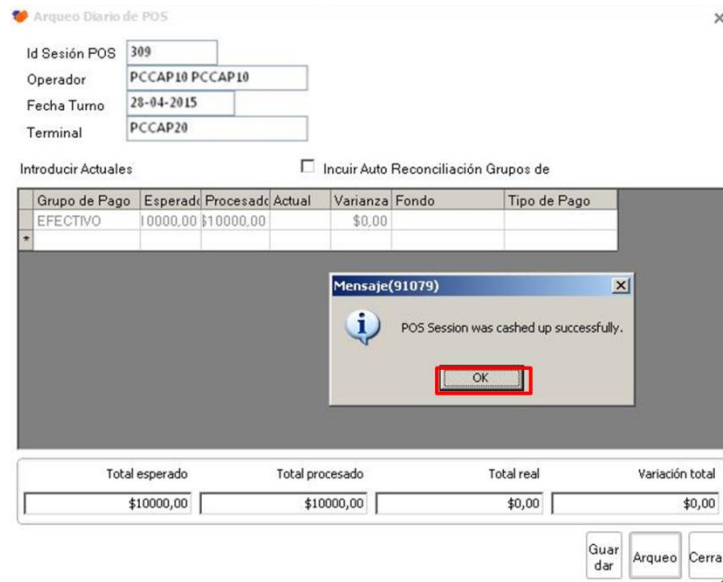 Arqueo Diario de POS
Id Sesión POS 309
Operador PCCAP10 PCCAP10
Fecha Turno 28-04-2015
Terminal PCCAP20
Introducir Actuales Incuir Auto Reconciliación Grupos de
Grupo de Pago Esperado Procesado Actual Varianza Fondo Tipo de Pago
EFECTIVO 10000,00 $10000,00 $0,00
*
Mensaje(91079)
POS Session was cashed up successfully.
OK
Total esperado Total procesado Total real Variación total
$10000,00 $10000,00 $0,00 $0,00
Guar
dar Arqueo Cerra